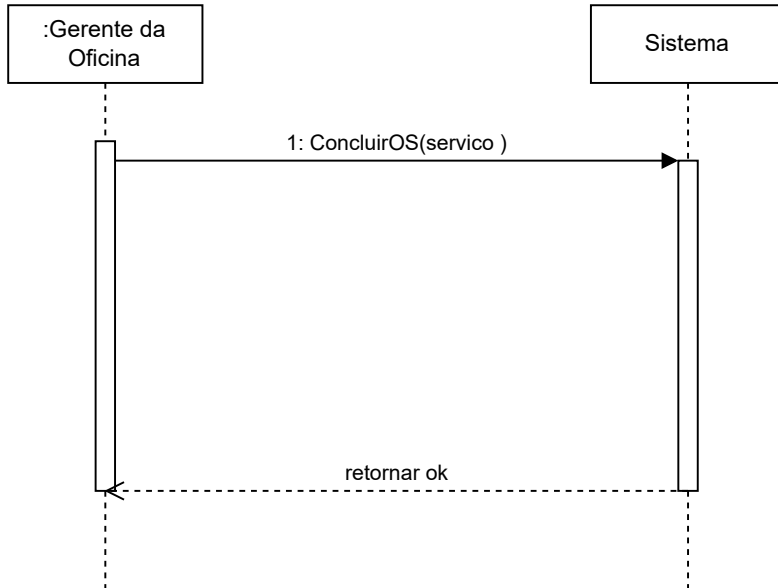 :Gerente da
Oficina
Sistema
1: ConcluirOS(servico )
retornar ok